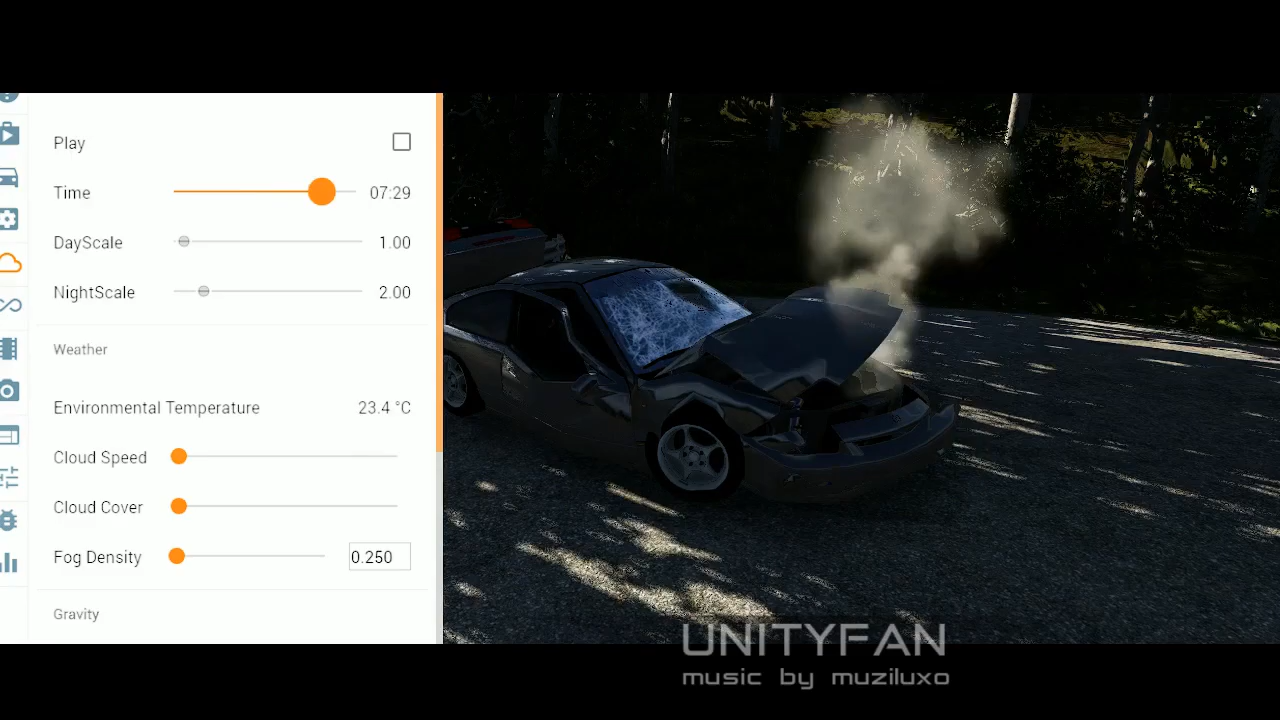 Play
Time 07:29
DayScale 1.00
NightScale 2.00
Weather
Environmental Temperature 23.4 °C
Cloud Speed
Cloud Cover
Fog Density 0.250
Gravity
UNITYFAN
music by muziluxo